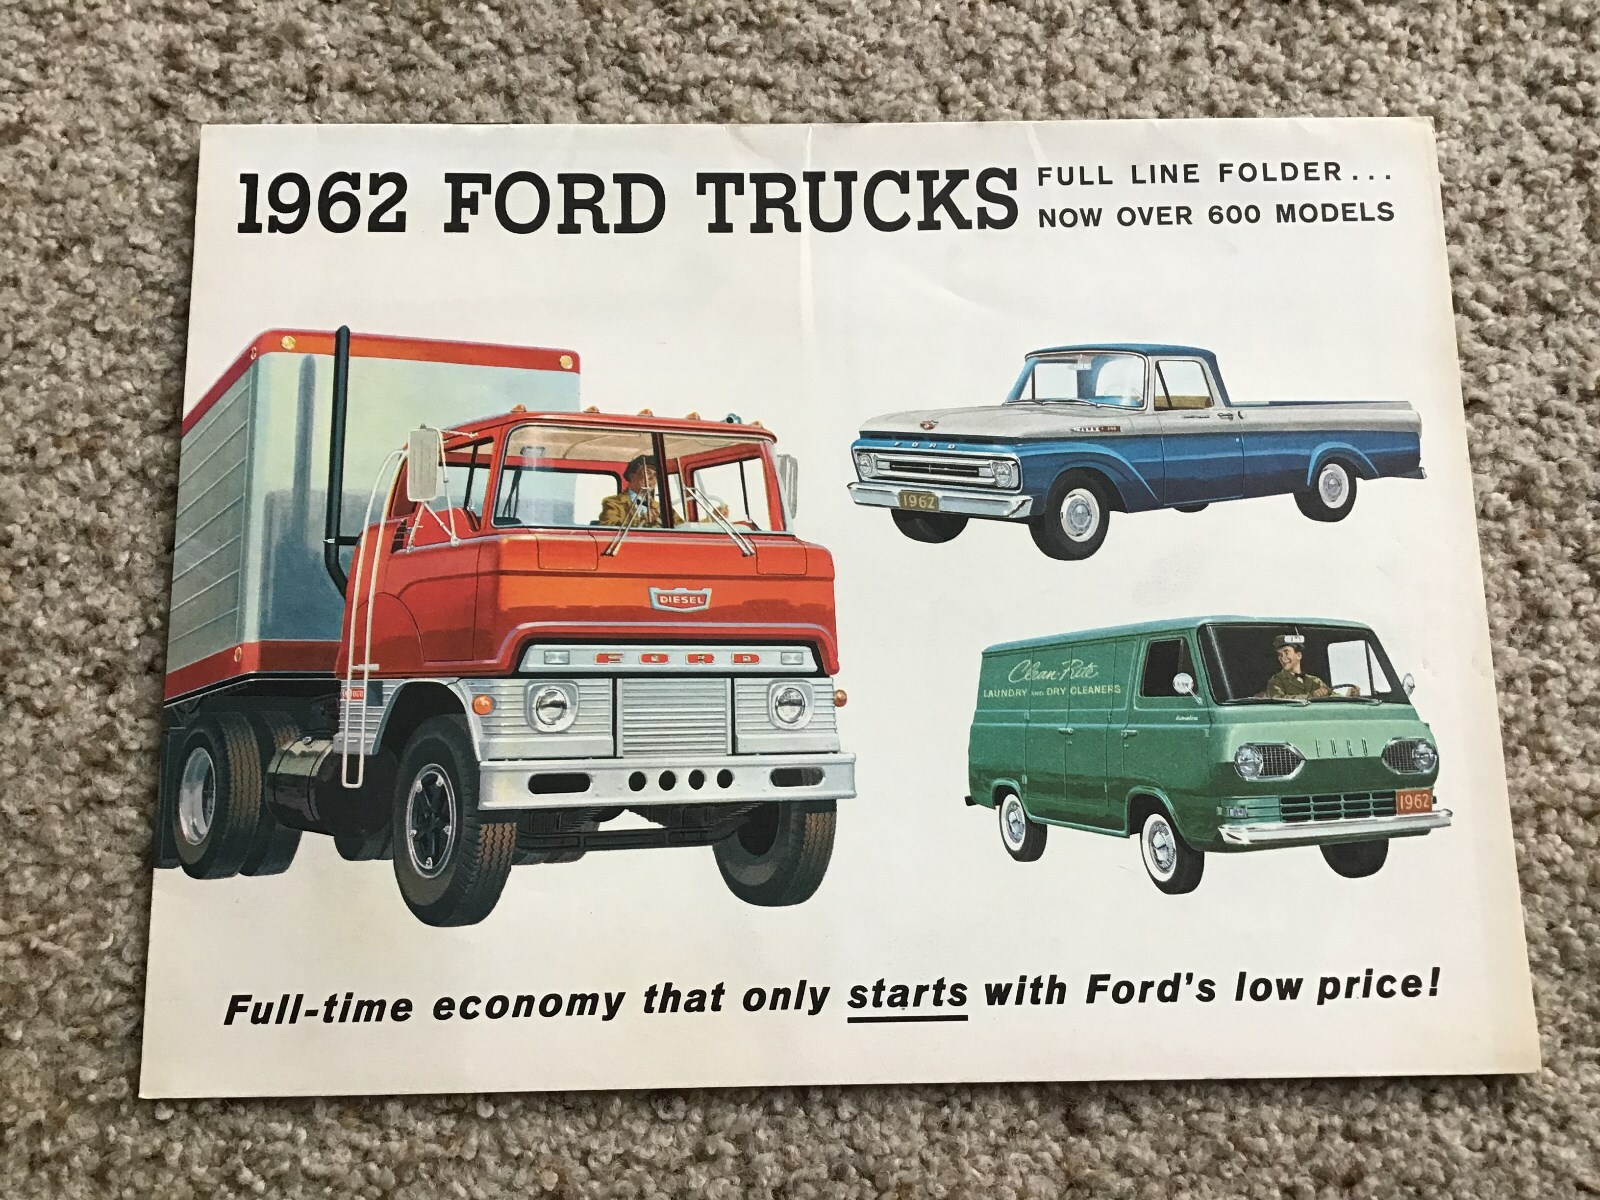 1962 FORD TRUCKS
FULL LINE FOLDER...
NOW OVER 600 MODELS
DIESEL
FORD
FORD
1962
Clean-Rite
LAUNDRY AND DRY CLEANERS
FORD
1962
Full-time economy that only starts with Ford's low price!